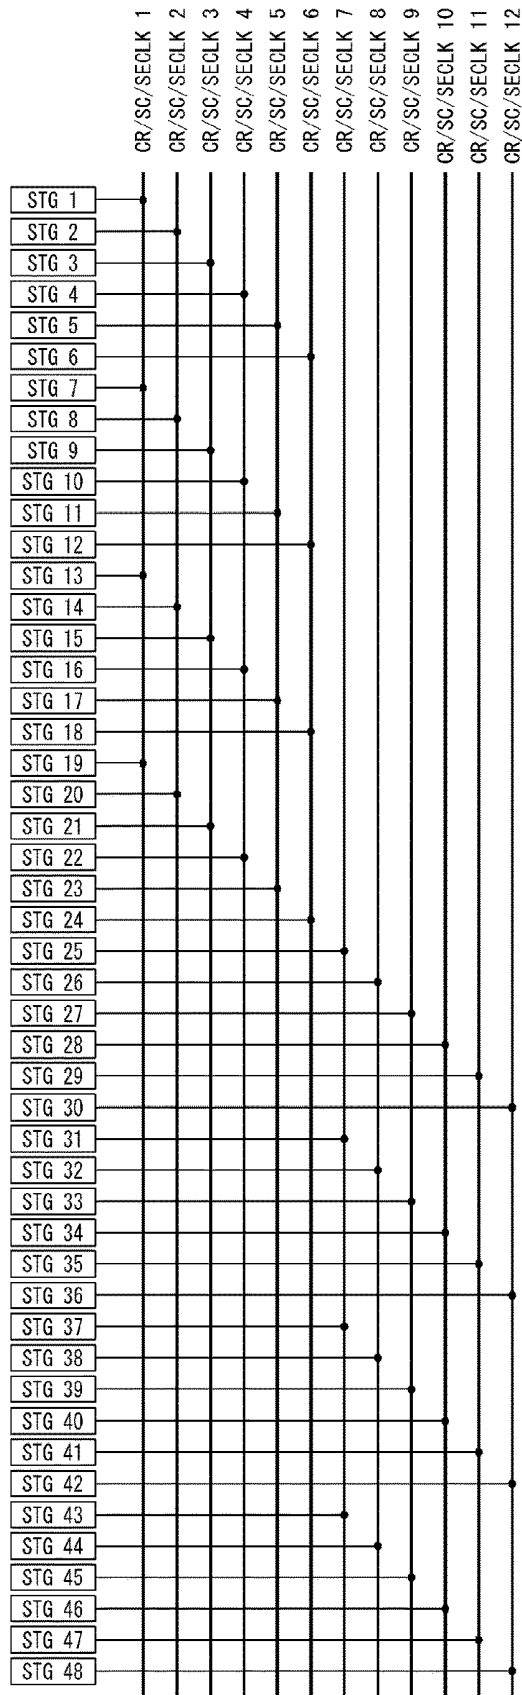 CR/SC/SECLK 1
CR/SC/SECLK 2
CR/SC/SECLK 3
CR/SC/SECLK 4
CR/SC/SECLK 5
CR/SC/SECLK 6
CR/SC/SECLK 7
CR/SC/SECLK 8
CR/SC/SECLK 9
CR/SC/SECLK 10
CR/SC/SECLK 11
CR/SC/SECLK 12
STG 1
STG 2
STG 3
STG 4
STG 5
STG 6
STG 7
STG 8
STG 9
STG 10
STG 11
STG 12
STG 13
STG 14
STG 15
STG 16
STG 17
STG 18
STG 19
STG 20
STG 21
STG 22
STG 23
STG 24
STG 25
STG 26
STG 27
STG 28
STG 29
STG 30
STG 31
STG 32
STG 33
STG 34
STG 35
STG 36
STG 37
STG 38
STG 39
STG 40
STG 41
STG 42
STG 43
STG 44
STG 45
STG 46
STG 47
STG 48